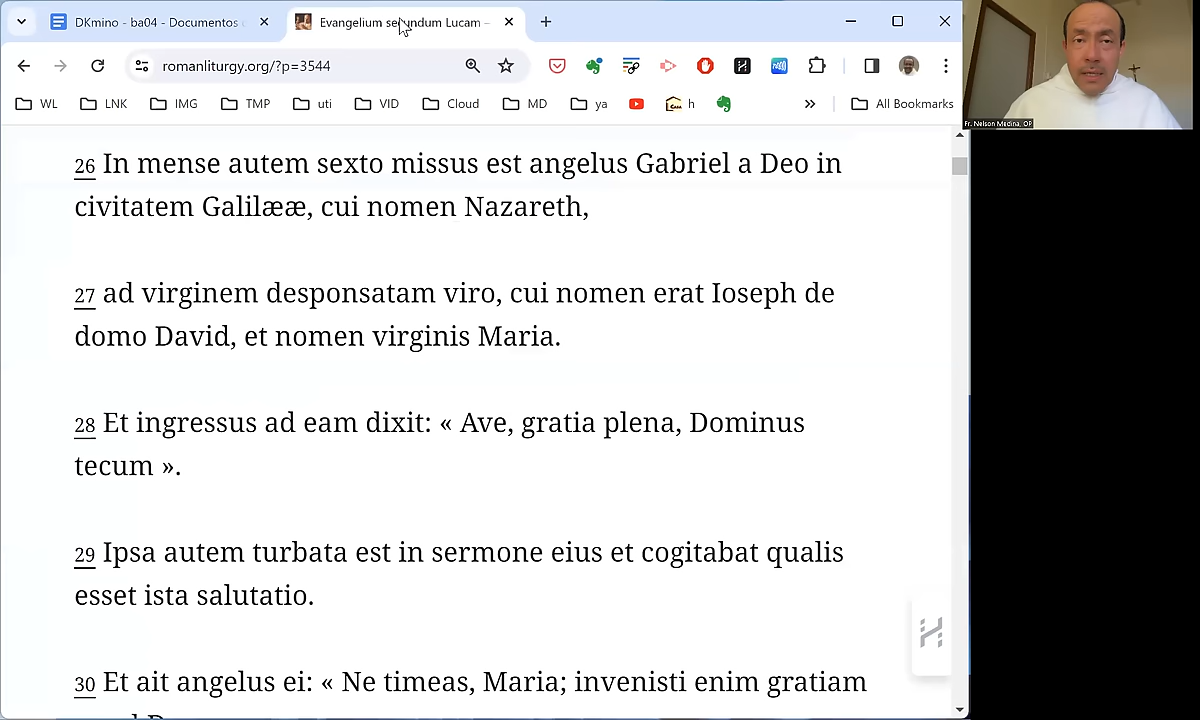 DKmino - ba04 - Documentos
Evangelium secundum Lucam –
romanliturgy.org/?p=3544
WL LNK IMG TMP uti VID Cloud MD ya h All Bookmarks
Fr. Nelson Medina, OP
26 In mense autem sexto missus est angelus Gabriel a Deo in
civitatem Galilææ, cui nomen Nazareth,
27 ad virginem desponsatam viro, cui nomen erat Ioseph de
domo David, et nomen virginis Maria.
28 Et ingressus ad eam dixit: « Ave, gratia plena, Dominus
tecum ».
29 Ipsa autem turbata est in sermone eius et cogitabat qualis
esset ista salutatio.
30 Et ait angelus ei: « Ne timeas, Maria; invenisti enim gratiam